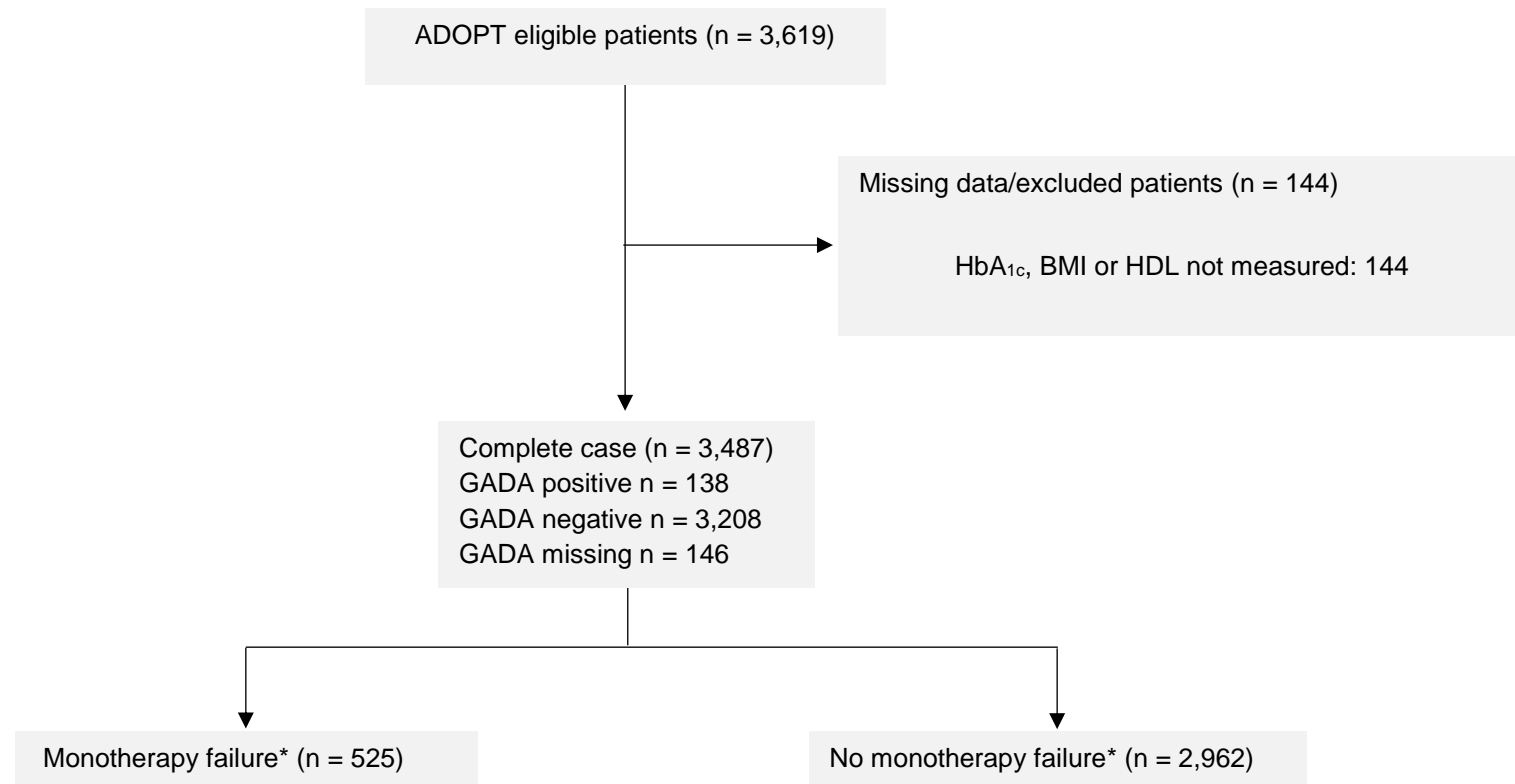 ADOPT eligible patients (n = 3,619)
Missing data/excluded patients (n = 144)
HbA1c, BMI or HDL not measured: 144
Complete case (n = 3,487)
GADA positive n = 138
GADA negative n = 3,208
GADA missing n = 146
Monotherapy failure* (n = 525)
No monotherapy failure* (n = 2,962)